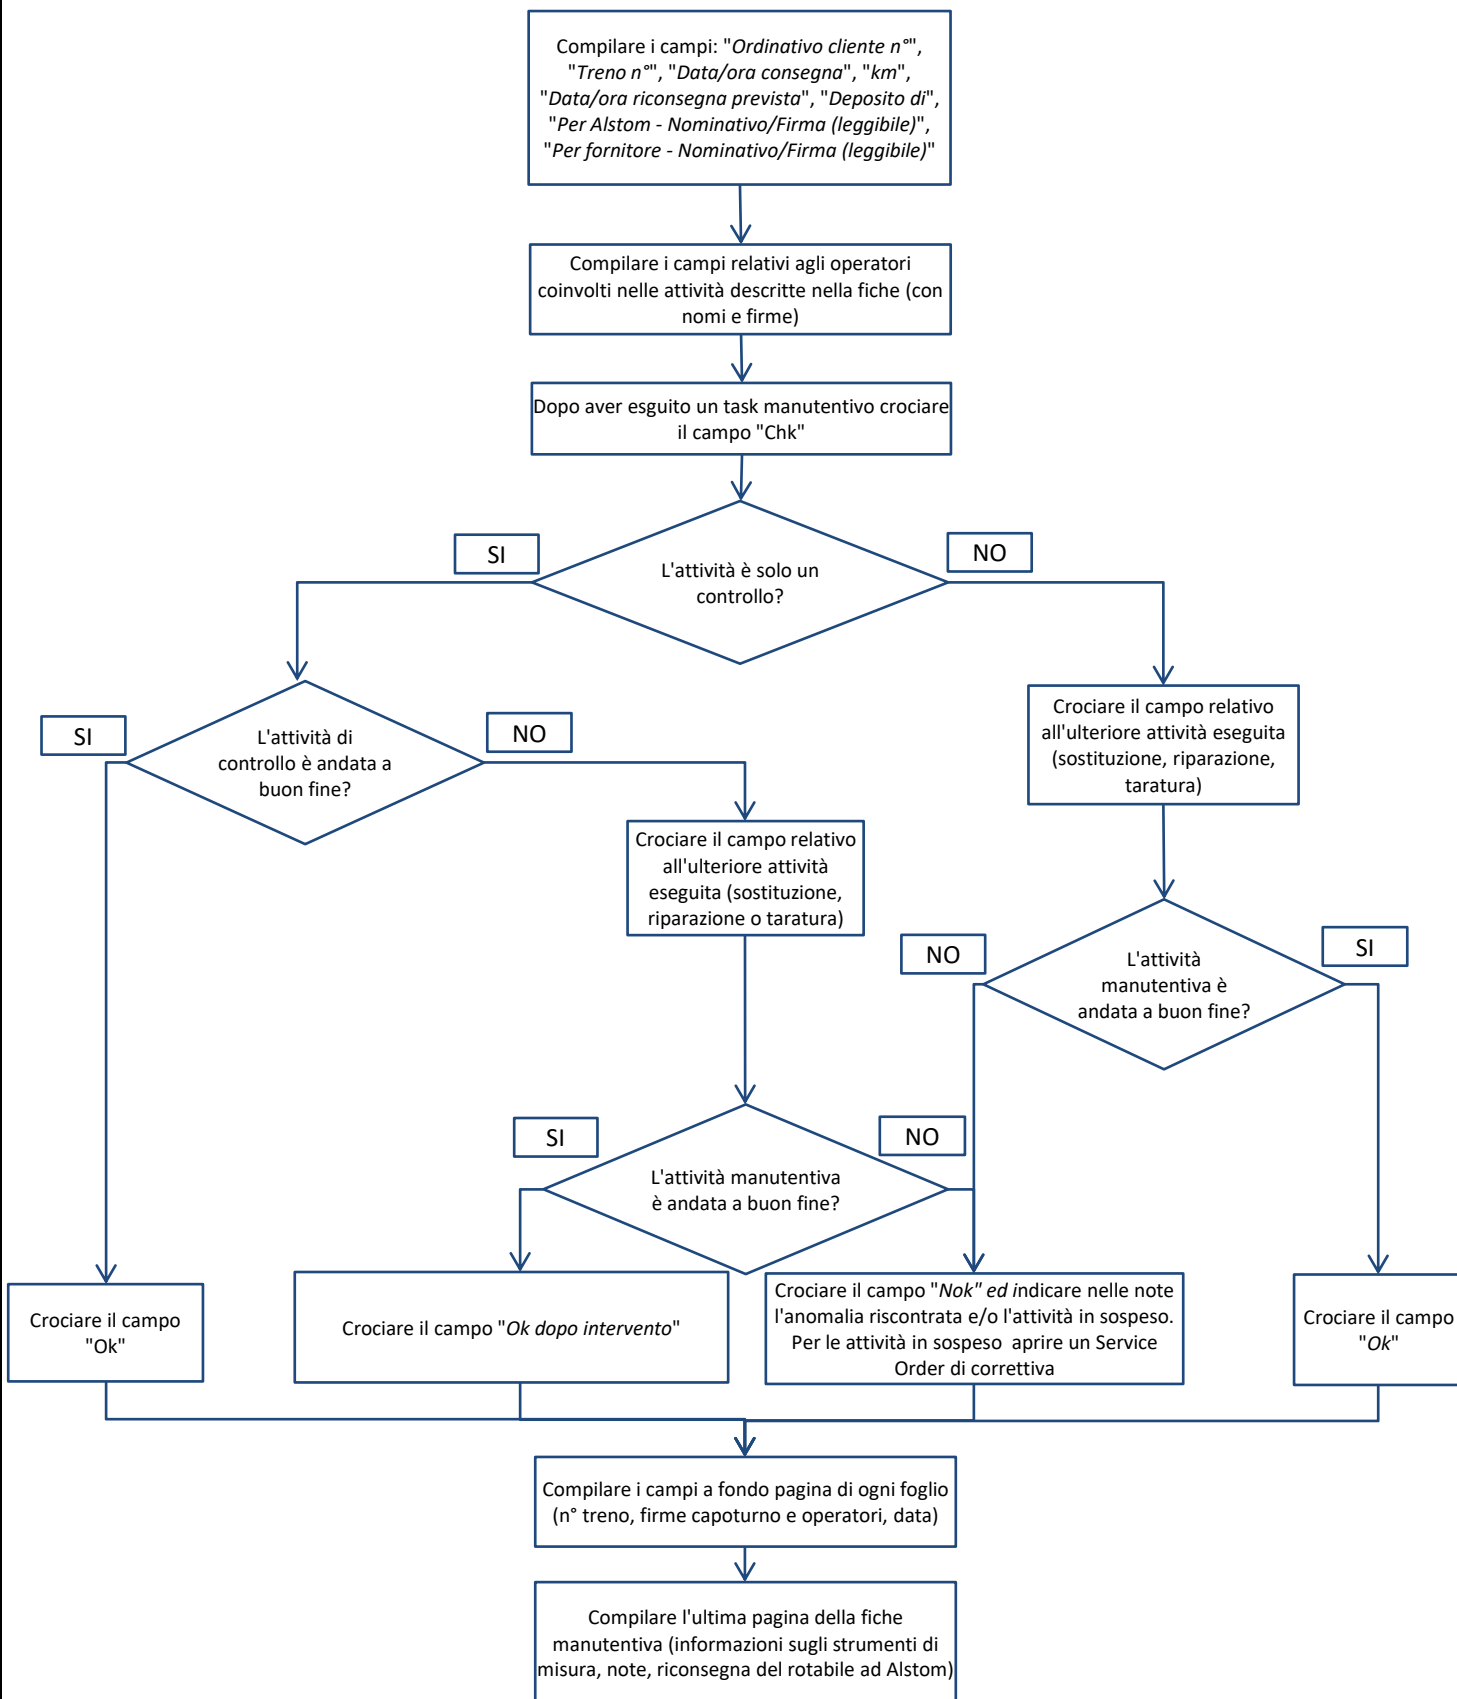 Compilare i campi: "Ordinativo cliente n°",
"Treno n°", "Data/ora consegna", "km",
"Data/ora riconsegna prevista", "Deposito di",
"Per Alstom - Nominativo/Firma (leggibile)",
"Per fornitore - Nominativo/Firma (leggibile)"
Compilare i campi relativi agli operatori
coinvolti nelle attività descritte nella fiche (con
nomi e firme)
Dopo aver esguito un task manutentivo crociare
il campo "Chk"
SI
NO
L'attività è solo un
controllo?
SI
NO
L'attività di
controllo è andata a
buon fine?
Crociare il campo relativo
all'ulteriore attività eseguita
(sostituzione, riparazione,
taratura)
Crociare il campo relativo
all'ulteriore attività
eseguita (sostituzione,
riparazione o taratura)
NO
SI
L'attività
manutentiva è
andata a buon fine?
SI
NO
L'attività manutentiva
è andata a buon fine?
Crociare il campo
"Ok"
Crociare il campo "Ok dopo intervento"
Crociare il campo "Nok" ed indicare nelle note
l'anomalia riscontrata e/o l'attività in sospeso.
Per le attività in sospeso  aprire un Service
Order di correttiva
Crociare il campo
"Ok"
Compilare i campi a fondo pagina di ogni foglio
(n° treno, firme capoturno e operatori, data)
Compilare l'ultima pagina della fiche
manutentiva (informazioni sugli strumenti di
misura, note, riconsegna del rotabile ad Alstom)